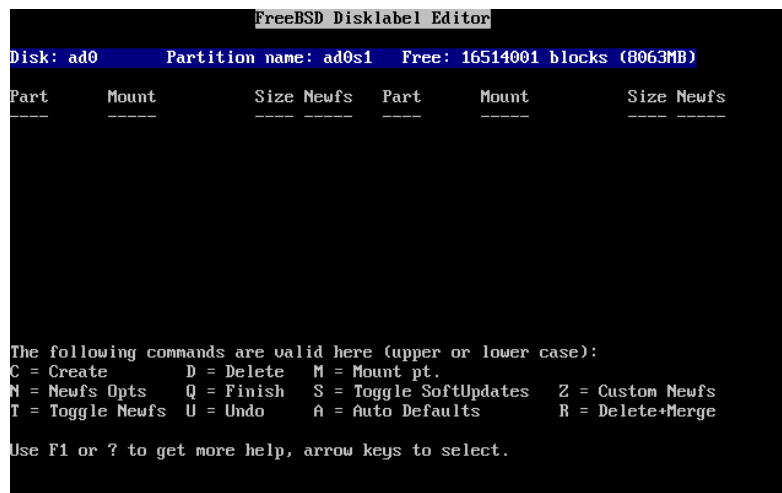 FreeBSD Disklabel Editor
Disk: ad0 Partition name: ad0s1 Free: 16514001 blocks (8063MB)
Part Mount Size Newfs Part Mount Size Newfs
---- ----- ---- ----- ---- ----- ---- -----
The following commands are valid here (upper or lower case):
C = Create D = Delete M = Mount pt.
N = Newfs Opts Q = Finish S = Toggle SoftUpdates Z = Custom Newfs
T = Toggle Newfs U = Undo A = Auto Defaults R = Delete+Merge
Use F1 or ? to get more help, arrow keys to select.